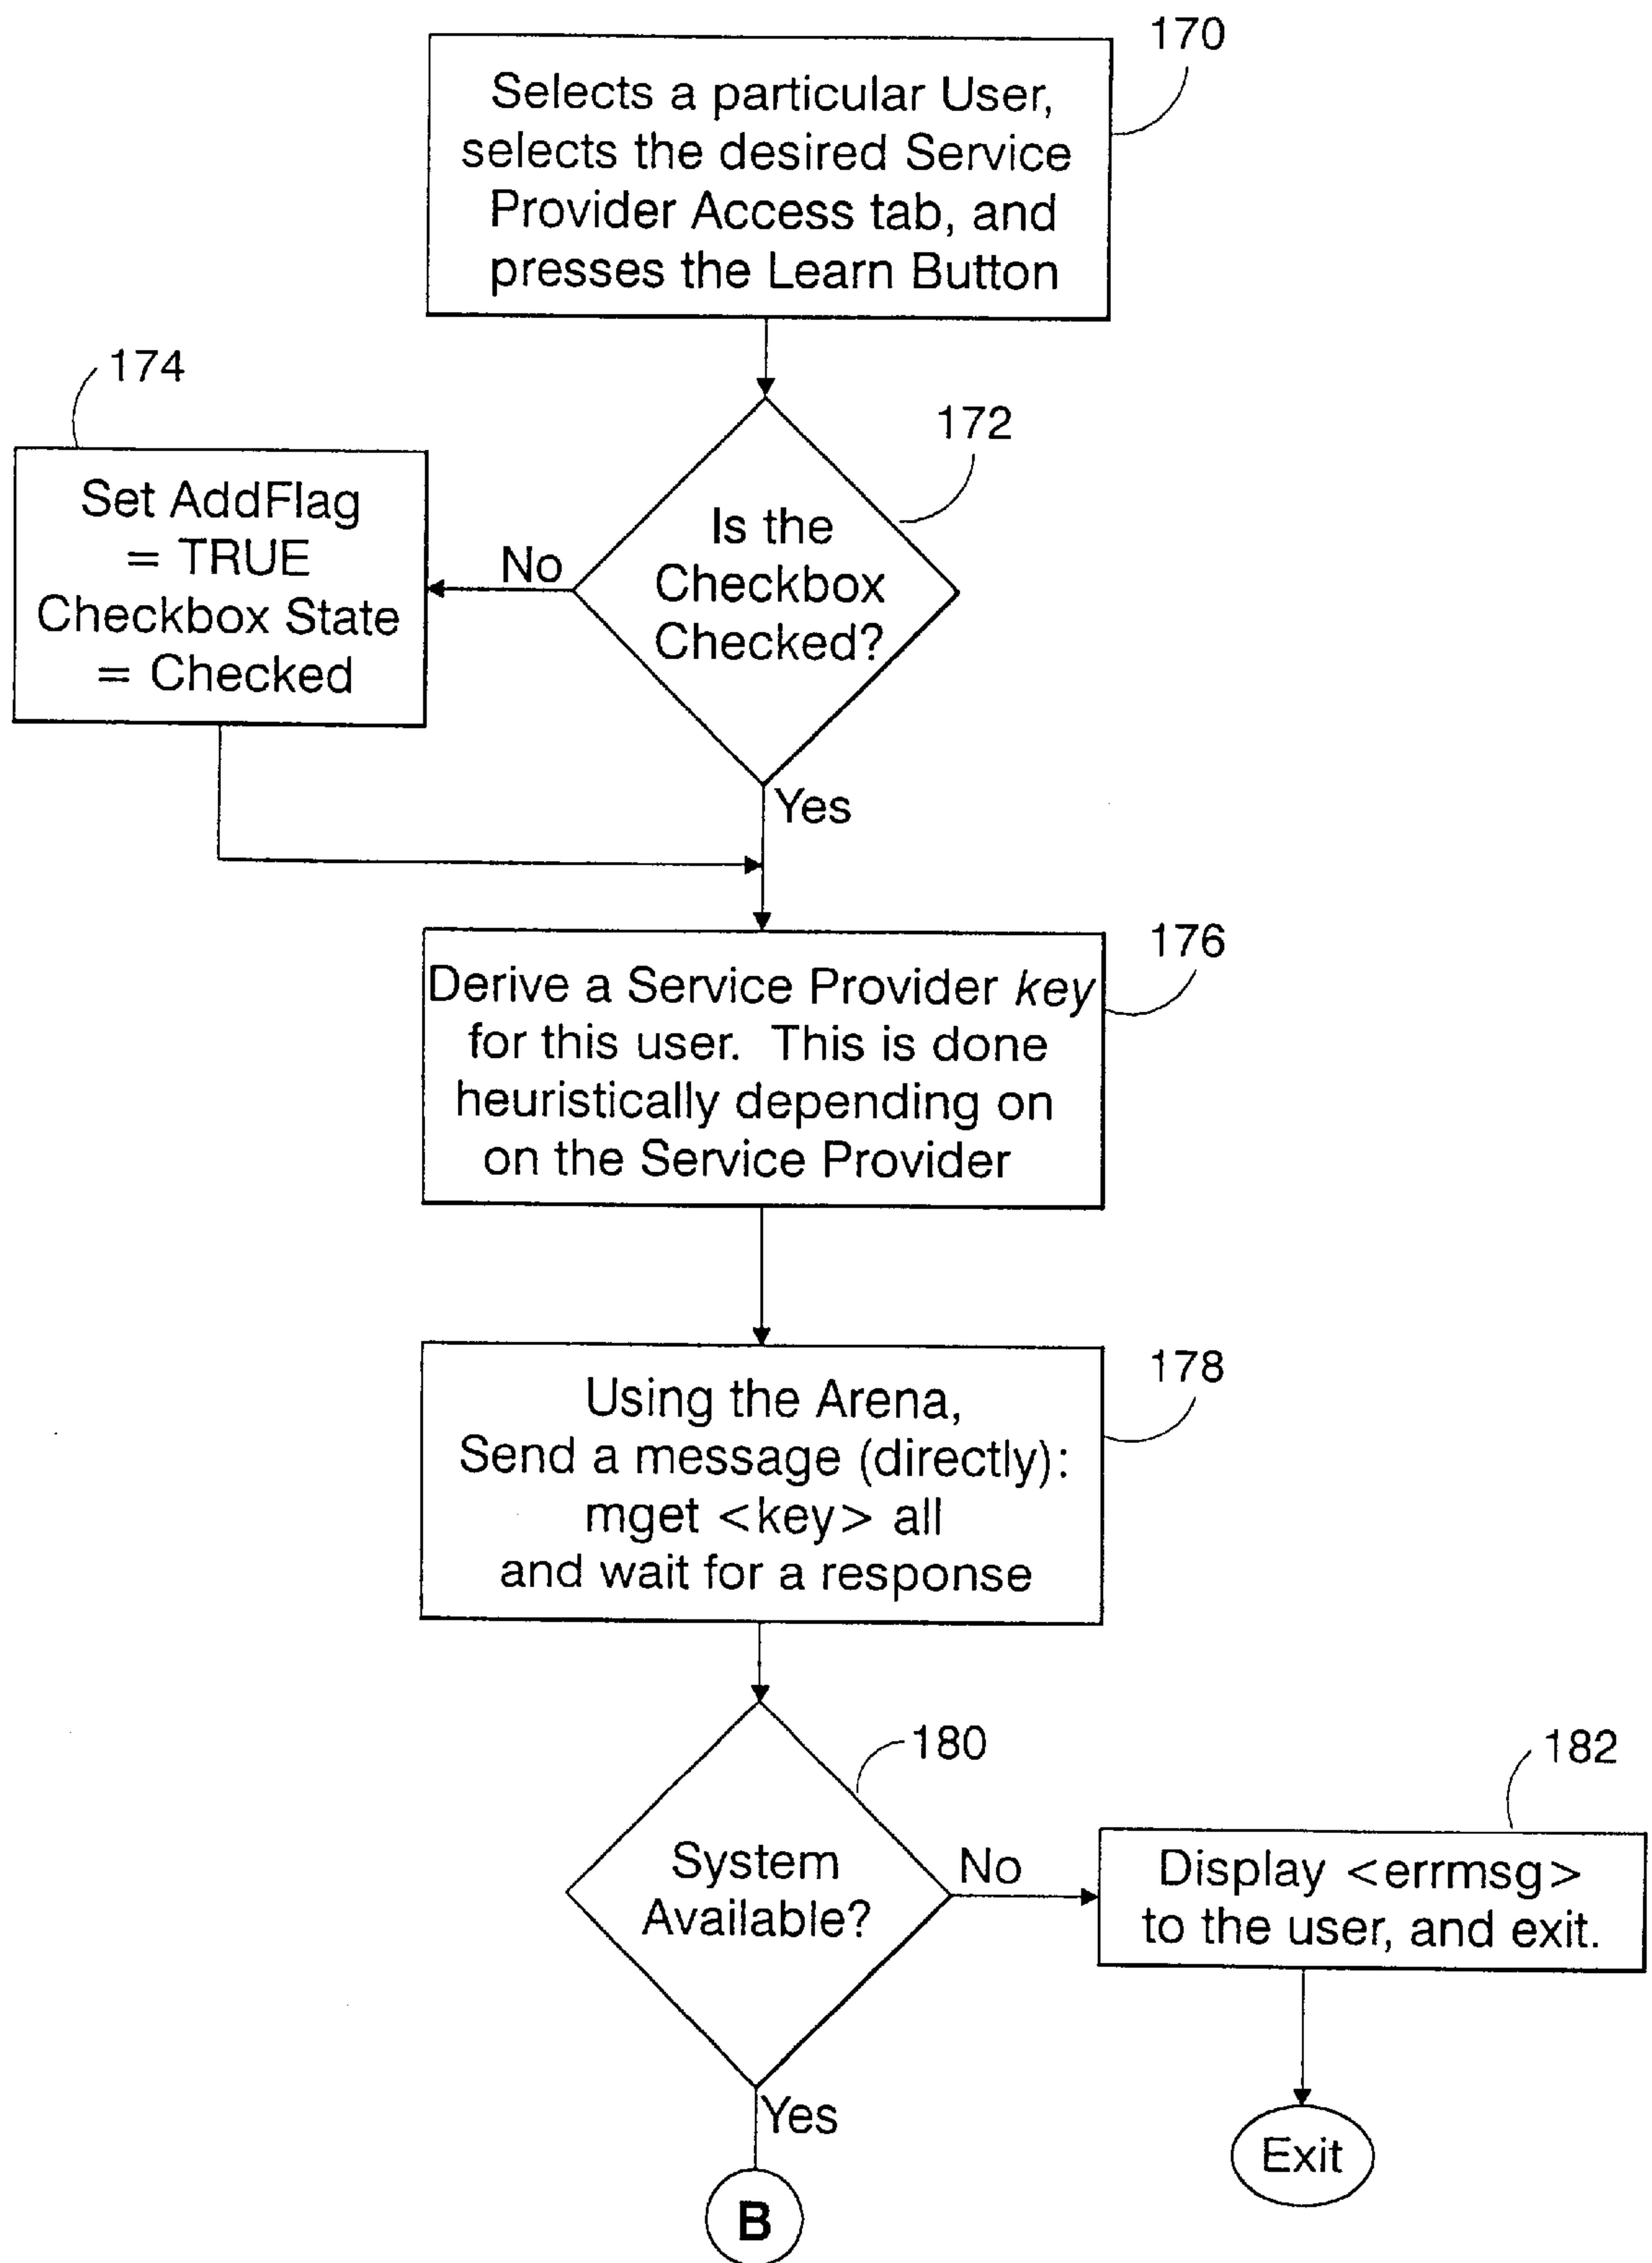 170
Selects a particular User,
selects the desired Service
Provider Access tab, and
presses the Learn Button
174
172
Set AddFlag
= TRUE
Checkbox State
= Checked
No
Is the
Checkbox
Checked?
Yes
176
Derive a Service Provider key
for this user. This is done
heuristically depending on
on the Service Provider
178
Using the Arena,
Send a message (directly):
mget <key> all
and wait for a response
180
182
System
Available?
No
Display <errmsg>
to the user, and exit.
Yes
Exit
B